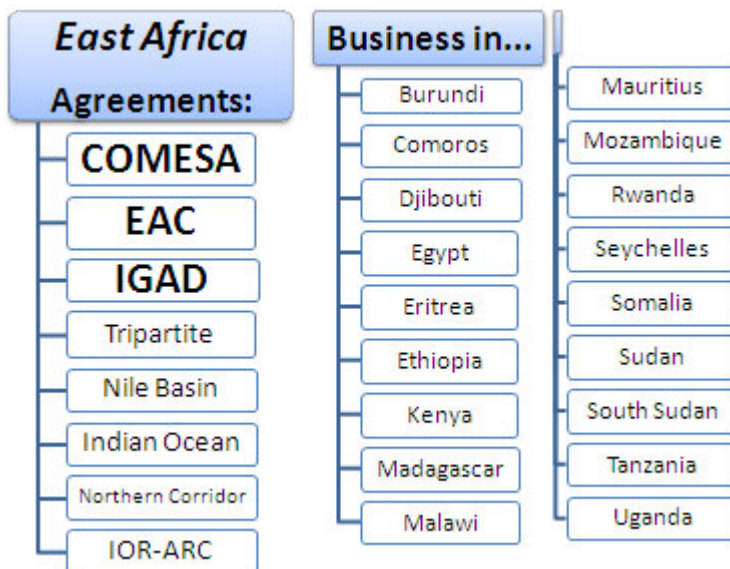 East Africa
Agreements:
COMESA
EAC
IGAD
Tripartite
Nile Basin
Indian Ocean
Northern Corridor
IOR-ARC
Business in...
Burundi
Comoros
Djibouti
Egypt
Eritrea
Ethiopia
Kenya
Madagascar
Malawi
Mauritius
Mozambique
Rwanda
Seychelles
Somalia
Sudan
South Sudan
Tanzania
Uganda